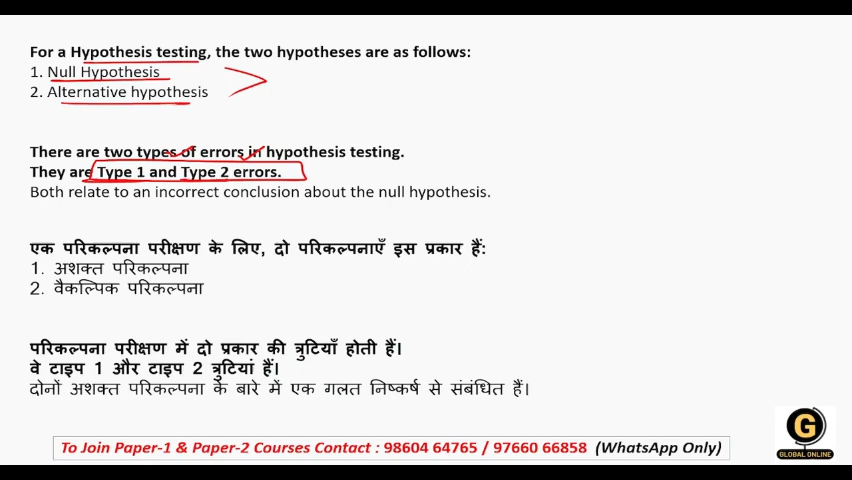 For a Hypothesis testing, the two hypotheses are as follows:
1. Null Hypothesis
2. Alternative hypothesis
There are two types of errors in hypothesis testing.
They are Type 1 and Type 2 errors.
Both relate to an incorrect conclusion about the null hypothesis.
एक परिकल्पना परीक्षण के लिए, दो परिकल्पनाएँ इस प्रकार हैं:
1. अशक्त परिकल्पना
2. वैकल्पिक परिकल्पना
परिकल्पना परीक्षण में दो प्रकार की त्रुटियाँ होती हैं।
वे टाइप 1 और टाइप 2 त्रुटियां हैं।
दोनों अशक्त परिकल्पना के बारे में एक गलत निष्कर्ष से संबंधित हैं।
To Join Paper-1 & Paper-2 Courses Contact : 98604 64765 / 97660 66858 (WhatsApp Only)
G
GLOBAL ONLINE